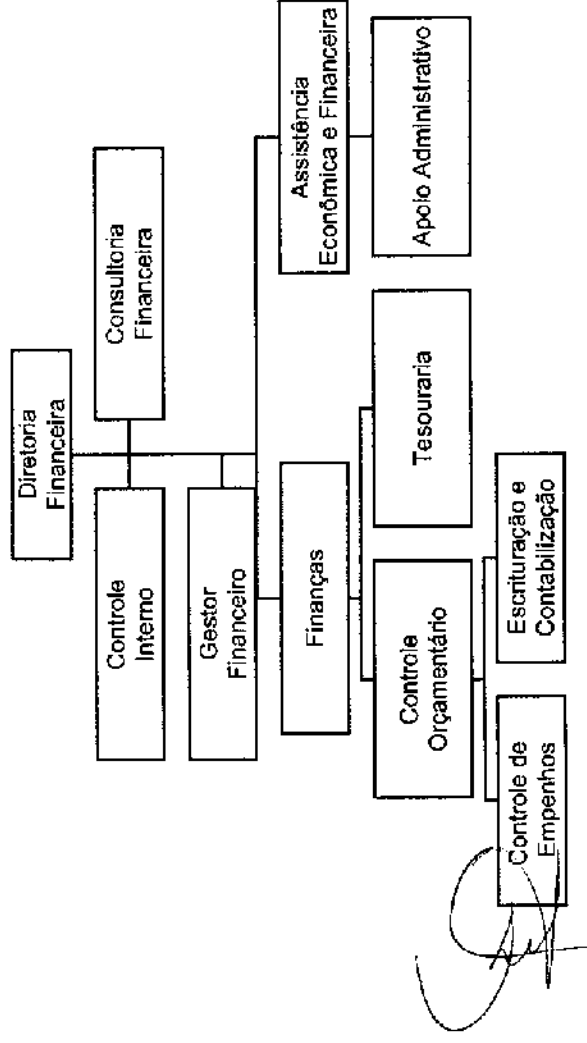 Diretoria
Financeira
Controle
Interno
Consultoria
Financeira
Gestor
Financeiro
Finanças
Assistência
Econômica e Financeira
Controle
Orçamentário
Tesouraria
Apoio Administrativo
Controle de
Empenhos
Escrituração e
Contabilização